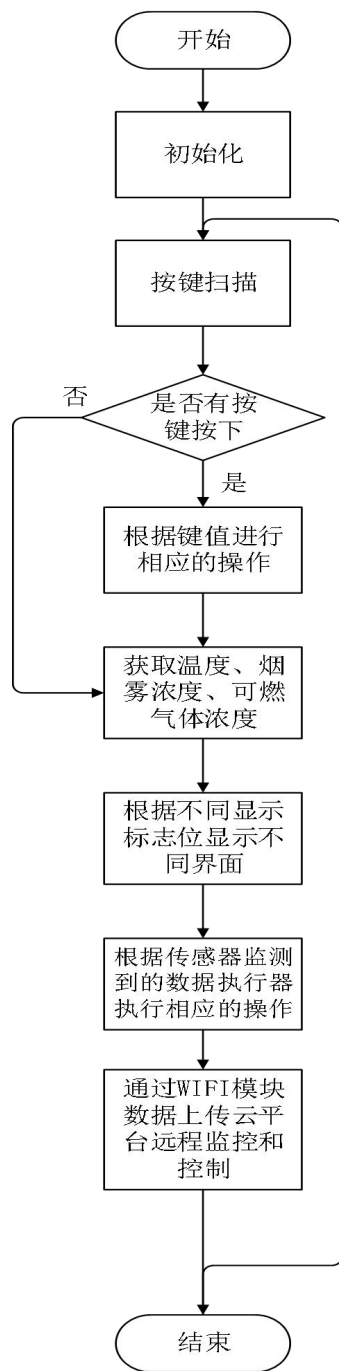 开始
初始化
按键扫描
是否有按
键按下
否
是
根据键值进行
相应的操作
获取温度、烟
雾浓度、可燃
气体浓度
根据不同显示
标志位显示不
同界面
根据传感器监测
到的数据执行器
执行相应的操作
通过WIFI模块
数据上传云平
台远程监控和
控制
结束